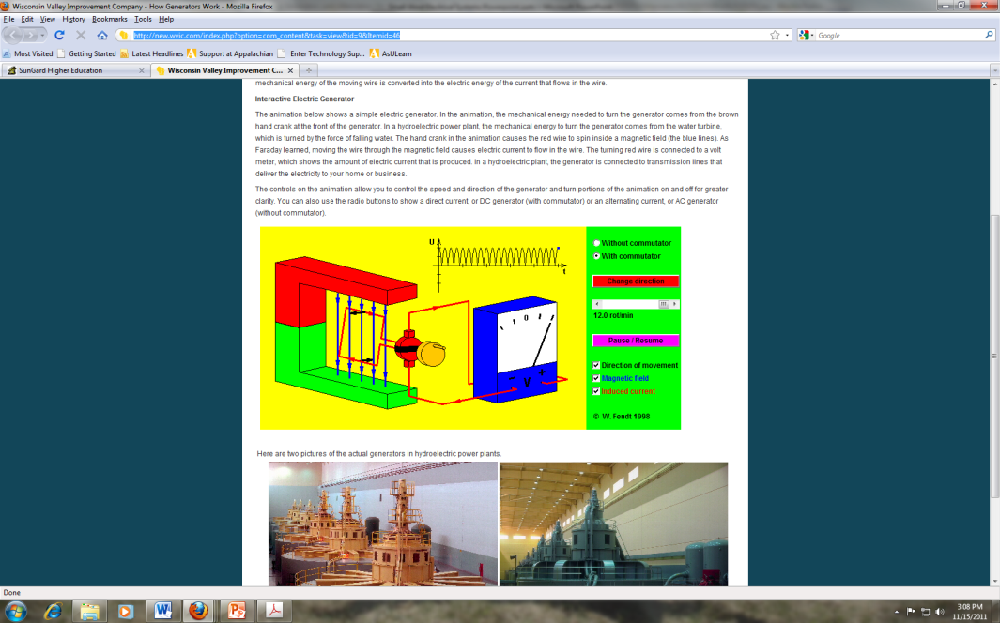 Wisconsin Valley Improvement Company - How Generators Work - Mozilla Firefox
File Edit View History Bookmarks Tools Help
http://new.wvic.com/index.php?option=com_content&task=view&id=9&Itemid=46
Google
Most Visited Getting Started Latest Headlines Support at Appalachian Enter Technology Sup... AsULearn
SunGard Higher Education
Wisconsin Valley Improvement C...
mechanical energy of the moving wire is converted into the electric energy of the current that flows in the wire.
Interactive Electric Generator
The animation below shows a simple electric generator. In the animation, the mechanical energy needed to turn the generator comes from the brown
hand crank at the front of the generator. In a hydroelectric power plant, the mechanical energy to turn the generator comes from the water turbine,
which is turned by the force of falling water. The hand crank in the animation causes the red wire to spin inside a magnetic field (the blue lines). As
Faraday learned, moving the wire through the magnetic field causes electric current to flow in the wire. The turning red wire is connected to a volt
meter, which shows the amount of electric current that is produced. In a hydroelectric plant, the generator is connected to transmission lines that
deliver the electricity to your home or business.
The controls on the animation allow you to control the speed and direction of the generator and turn portions of the animation on and off for greater
clarity. You can also use the radio buttons to show a direct current, or DC generator (with commutator) or an alternating current, or AC generator
(without commutator).
U
t
0
- V +
Without commutator
With commutator
Change direction
12.0 rot/min
Pause / Resume
Direction of movement
Magnetic field
Induced current
© W. Fendt 1998
Here are two pictures of the actual generators in hydroelectric power plants.
Done
3:08 PM
11/15/2011